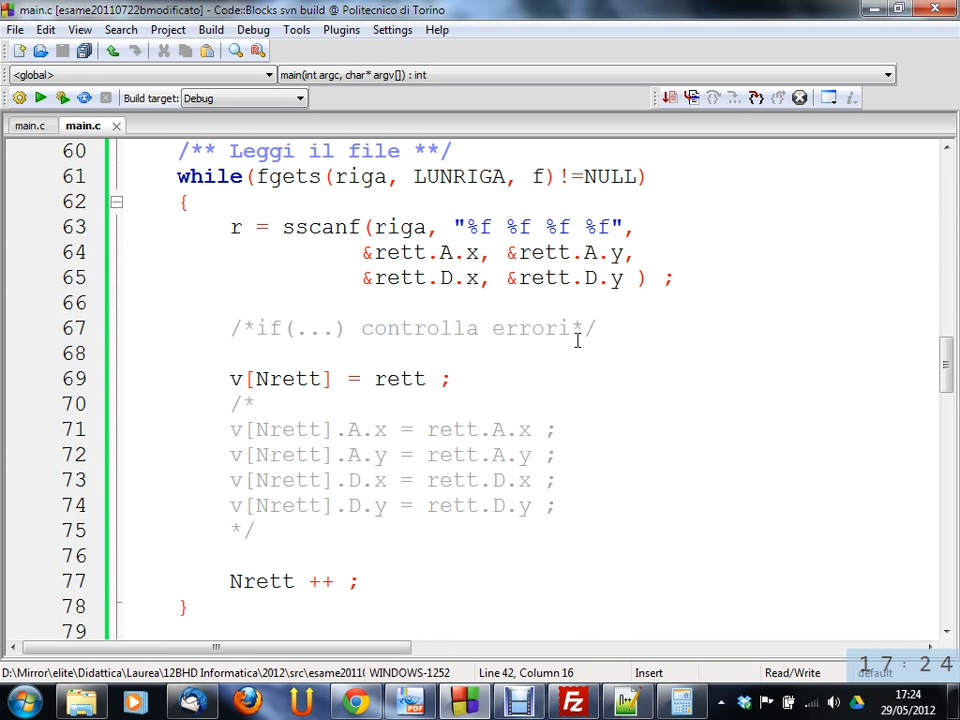 main.c [esame20110722bmodificato] - Code::Blocks svn build @ Politecnico di Torino
File Edit View Search Project Build Debug Tools Plugins Settings Help
<global> main(int argc, char* argv[]) : int
Build target: Debug
main.c main.c
60 /** Leggi il file **/
61 while(fgets(riga, LUNRIGA, f)!=NULL)
62 {
63 r = sscanf(riga, "%f %f %f %f",
64 &rett.A.x, &rett.A.y,
65 &rett.D.x, &rett.D.y ) ;
66
67 /*if(...) controlla errori*/
68
69 v[Nrett] = rett ;
70 /*
71 v[Nrett].A.x = rett.A.x ;
72 v[Nrett].A.y = rett.A.y ;
73 v[Nrett].D.x = rett.D.x ;
74 v[Nrett].D.y = rett.D.y ;
75 */
76
77 Nrett ++ ;
78 }
79
D:\Mirror\elite\Didattica\Laurea\12BHD Informatica\2012\src\esame2011( WINDOWS-1252 Line 42, Column 16 Insert Read/Write default
17:24
17:24
29/05/2012